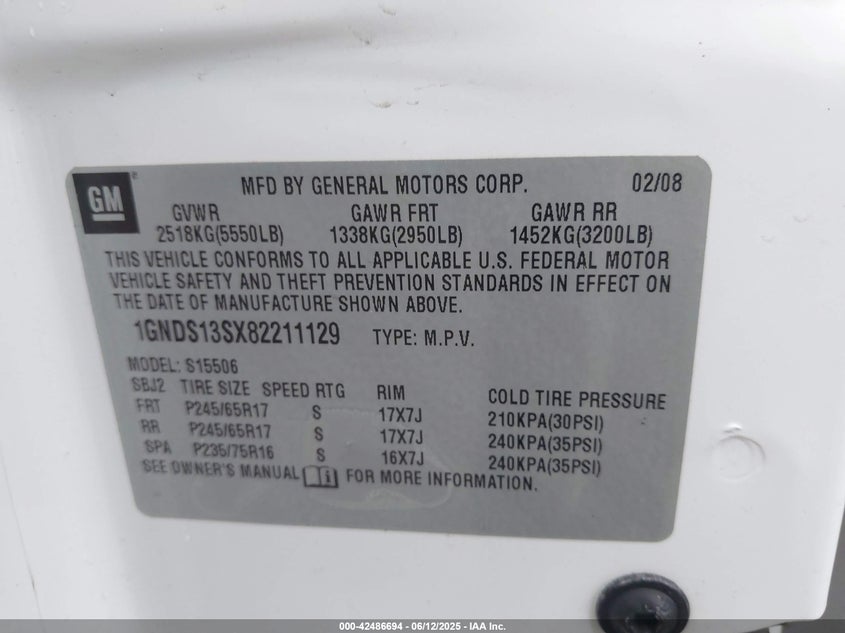 GM
MFD BY GENERAL MOTORS CORP. 02/08
GVWR GAWR FRT GAWR RR
2518KG(5550LB) 1338KG(2950LB) 1452KG(3200LB)
THIS VEHICLE CONFORMS TO ALL APPLICABLE U.S. FEDERAL MOTOR
VEHICLE SAFETY AND THEFT PREVENTION STANDARDS IN EFFECT ON
THE DATE OF MANUFACTURE SHOWN ABOVE.
1GNDS13SX82211129 TYPE: M.P.V.
MODEL: S15506
SBJ2 TIRE SIZE SPEED RTG RIM COLD TIRE PRESSURE
FRT P245/65R17 S 17X7J 210KPA(30PSI)
RR P245/65R17 S 17X7J 240KPA(35PSI)
SPA P235/75R16 S 16X7J 240KPA(35PSI)
SEE OWNER'S MANUAL i FOR MORE INFORMATION.
000-42486694 - 06/12/2025 - IAA Inc.